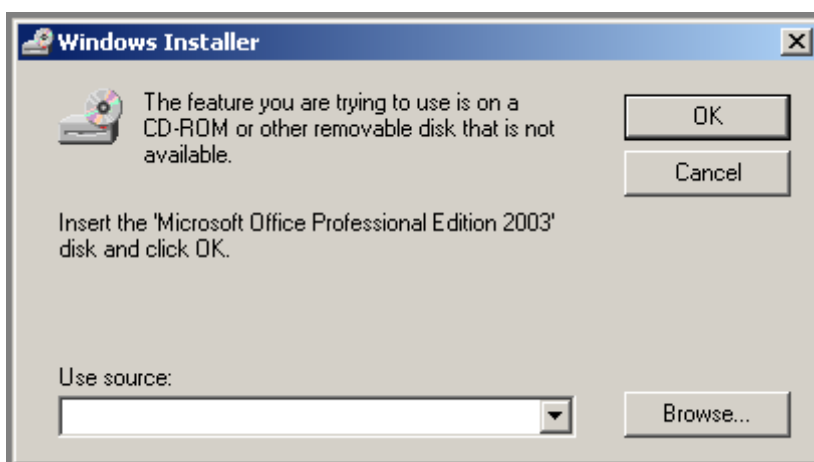 Windows Installer
The feature you are trying to use is on a
CD-ROM or other removable disk that is not
available.
OK
Cancel
Insert the 'Microsoft Office Professional Edition 2003'
disk and click OK.
Use source:
Browse...